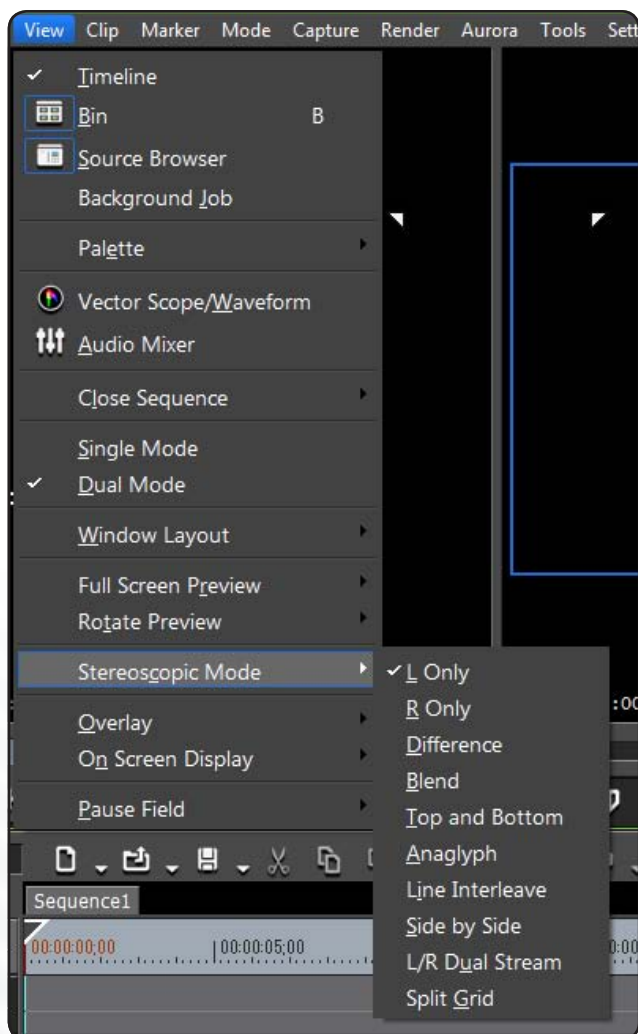 View Clip Marker Mode Capture Render Aurora Tools
Timeline
Bin B
Source Browser
Background Job
Palette
Vector Scope/Waveform
Audio Mixer
Close Sequence
Single Mode
Dual Mode
Window Layout
Full Screen Preview
Rotate Preview
Stereoscopic Mode
L Only
R Only
Difference
Blend
Top and Bottom
Anaglyph
Line Interleave
Side by Side
L/R Dual Stream
Split Grid
Overlay
On Screen Display
Pause Field
Sequence1
00:00:00;00 00:00:05;00